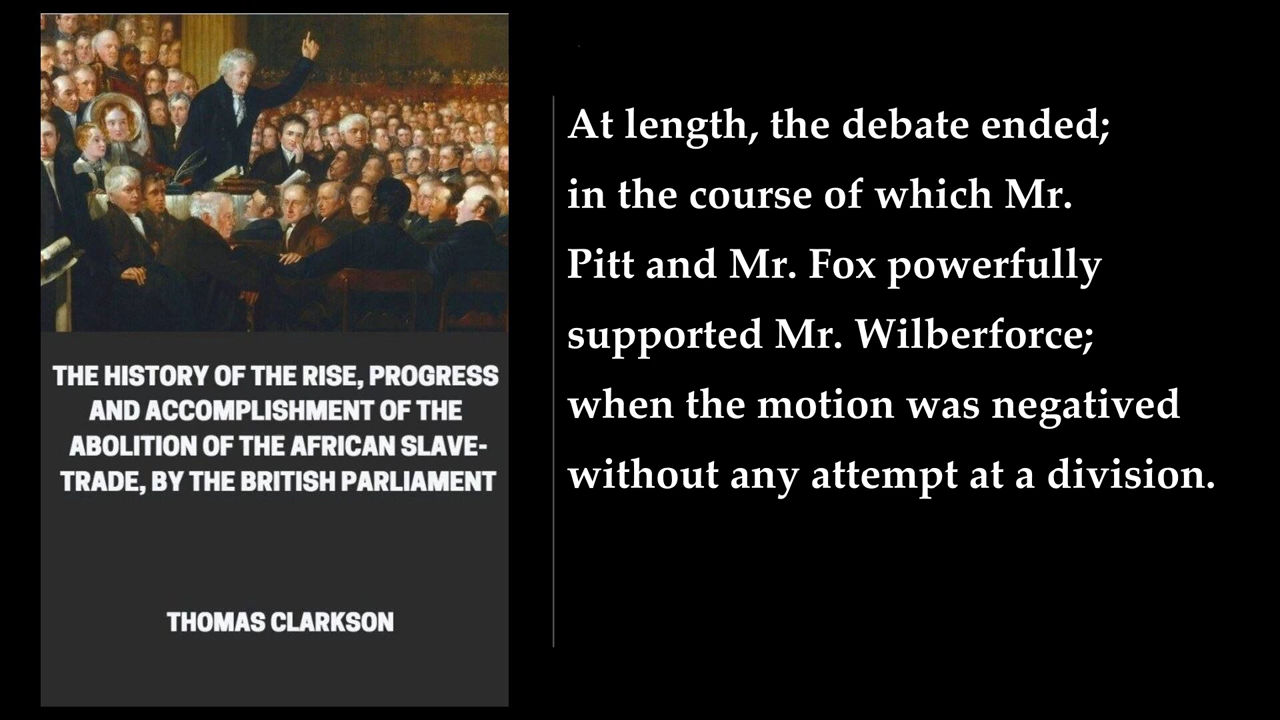 THE HISTORY OF THE RISE, PROGRESS
AND ACCOMPLISHMENT OF THE
ABOLITION OF THE AFRICAN SLAVE-
TRADE, BY THE BRITISH PARLIAMENT
THOMAS CLARKSON
At length, the debate ended;
in the course of which Mr.
Pitt and Mr. Fox powerfully
supported Mr. Wilberforce;
when the motion was negatived
without any attempt at a division.